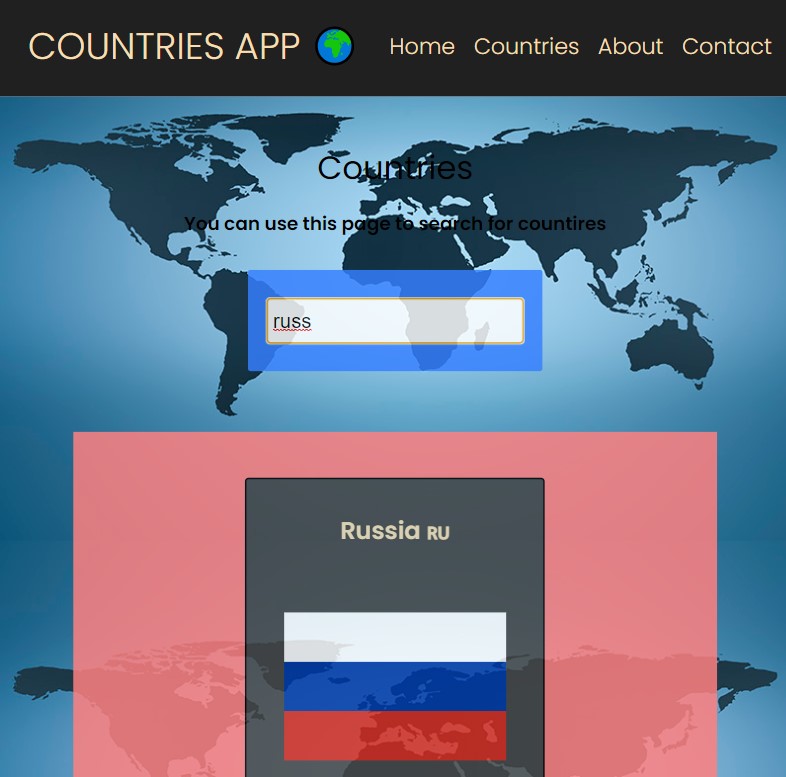 COUNTRIES APP Home Countries About Contact
Countries
You can use this page to search for countires
russ
Russia RU